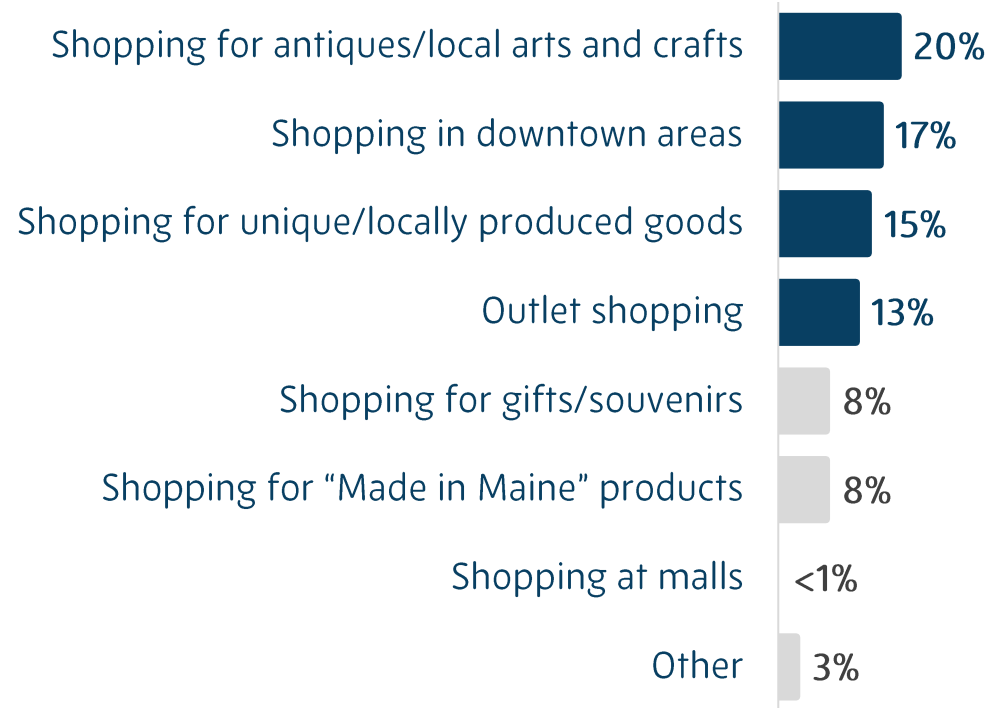 Shopping for antiques/local arts and crafts 20%
Shopping in downtown areas 17%
Shopping for unique/locally produced goods 15%
Outlet shopping 13%
Shopping for gifts/souvenirs 8%
Shopping for “Made in Maine” products 8%
Shopping at malls <1%
Other 3%